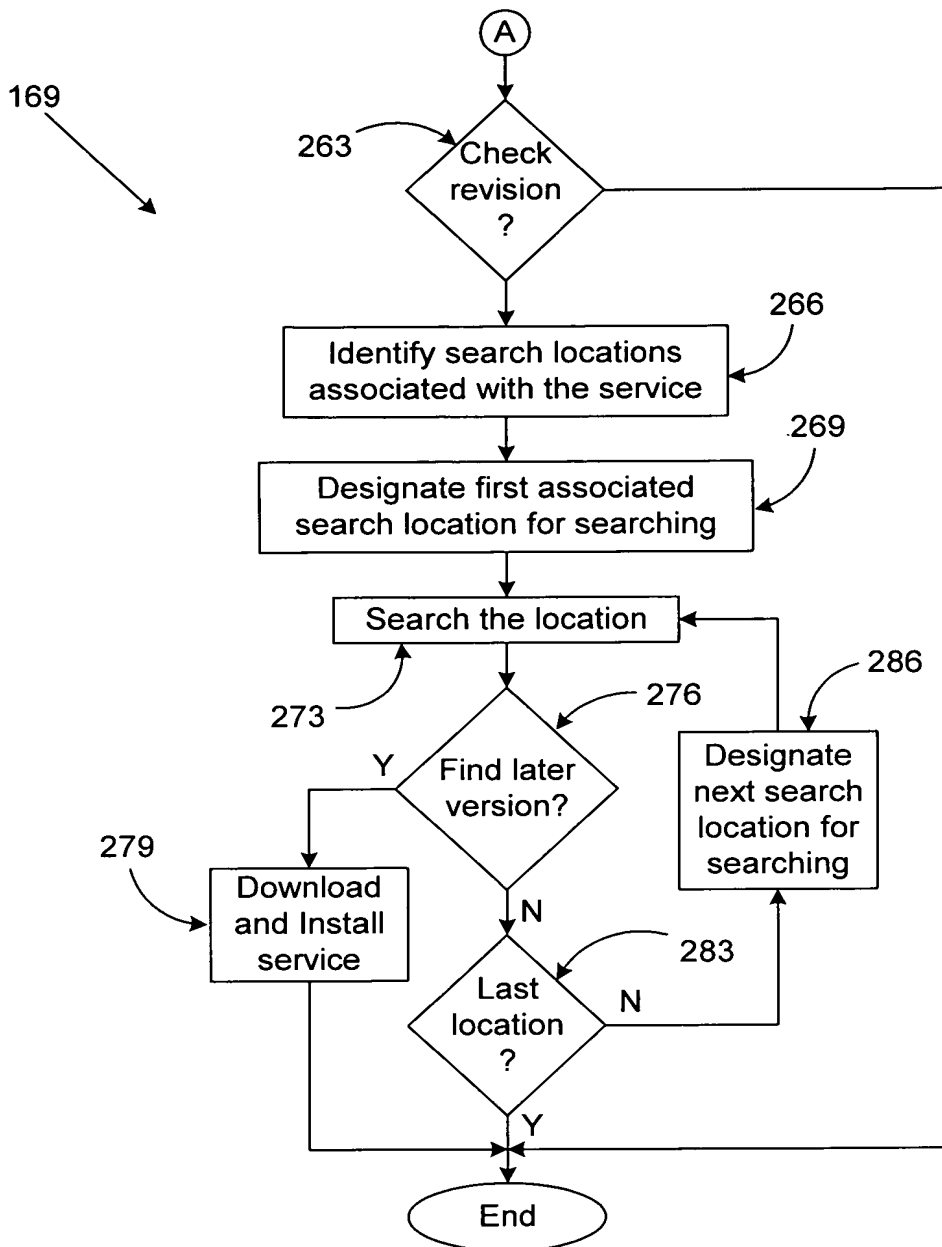 A
169
263
Check
revision
?
266
Identify search locations
associated with the service
269
Designate first associated
search location for searching
Search the location
273
276
286
Y
Find later
version?
Designate
next search
location for
searching
279
Download
and Install
service
N
283
Last
location
?
N
Y
End